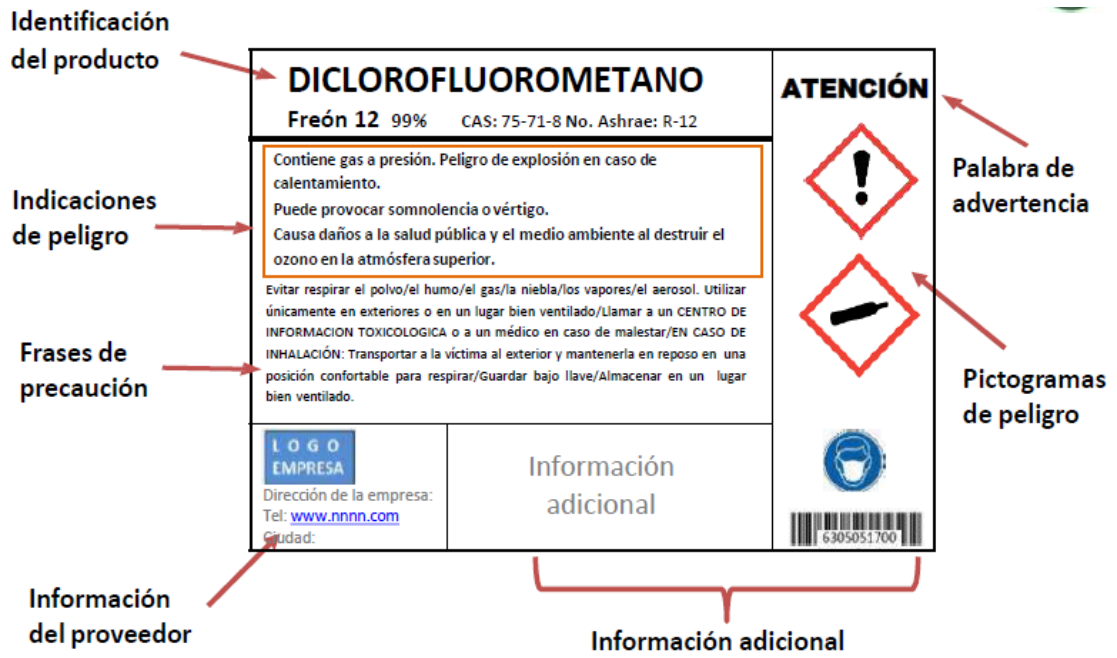 Identificación
del producto
DICLOROFLUOROMETANO
Freón 12 99% CAS: 75-71-8 No. Ashrae: R-12
ATENCIÓN
Palabra de
advertencia
Indicaciones
de peligro
Contiene gas a presión. Peligro de explosión en caso de
calentamiento.
Puede provocar somnolencia o vértigo.
Causa daños a la salud pública y el medio ambiente al destruir el
ozono en la atmósfera superior.
Frases de
precaución
Evitar respirar el polvo/el humo/el gas/la niebla/los vapores/el aerosol. Utilizar
únicamente en exteriores o en un lugar bien ventilado/Llamar a un CENTRO DE
INFORMACION TOXICOLOGICA o a un médico en caso de malestar/EN CASO DE
INHALACIÓN: Transportar a la víctima al exterior y mantenerla en reposo en una
posición confortable para respirar/Guardar bajo llave/Almacenar en un lugar
bien ventilado.
Pictogramas
de peligro
LOGO
EMPRESA
Dirección de la empresa:
Tel: www.nnnn.com
Ciudad:
Información
adicional
6305051700
Información
del proveedor
Información adicional